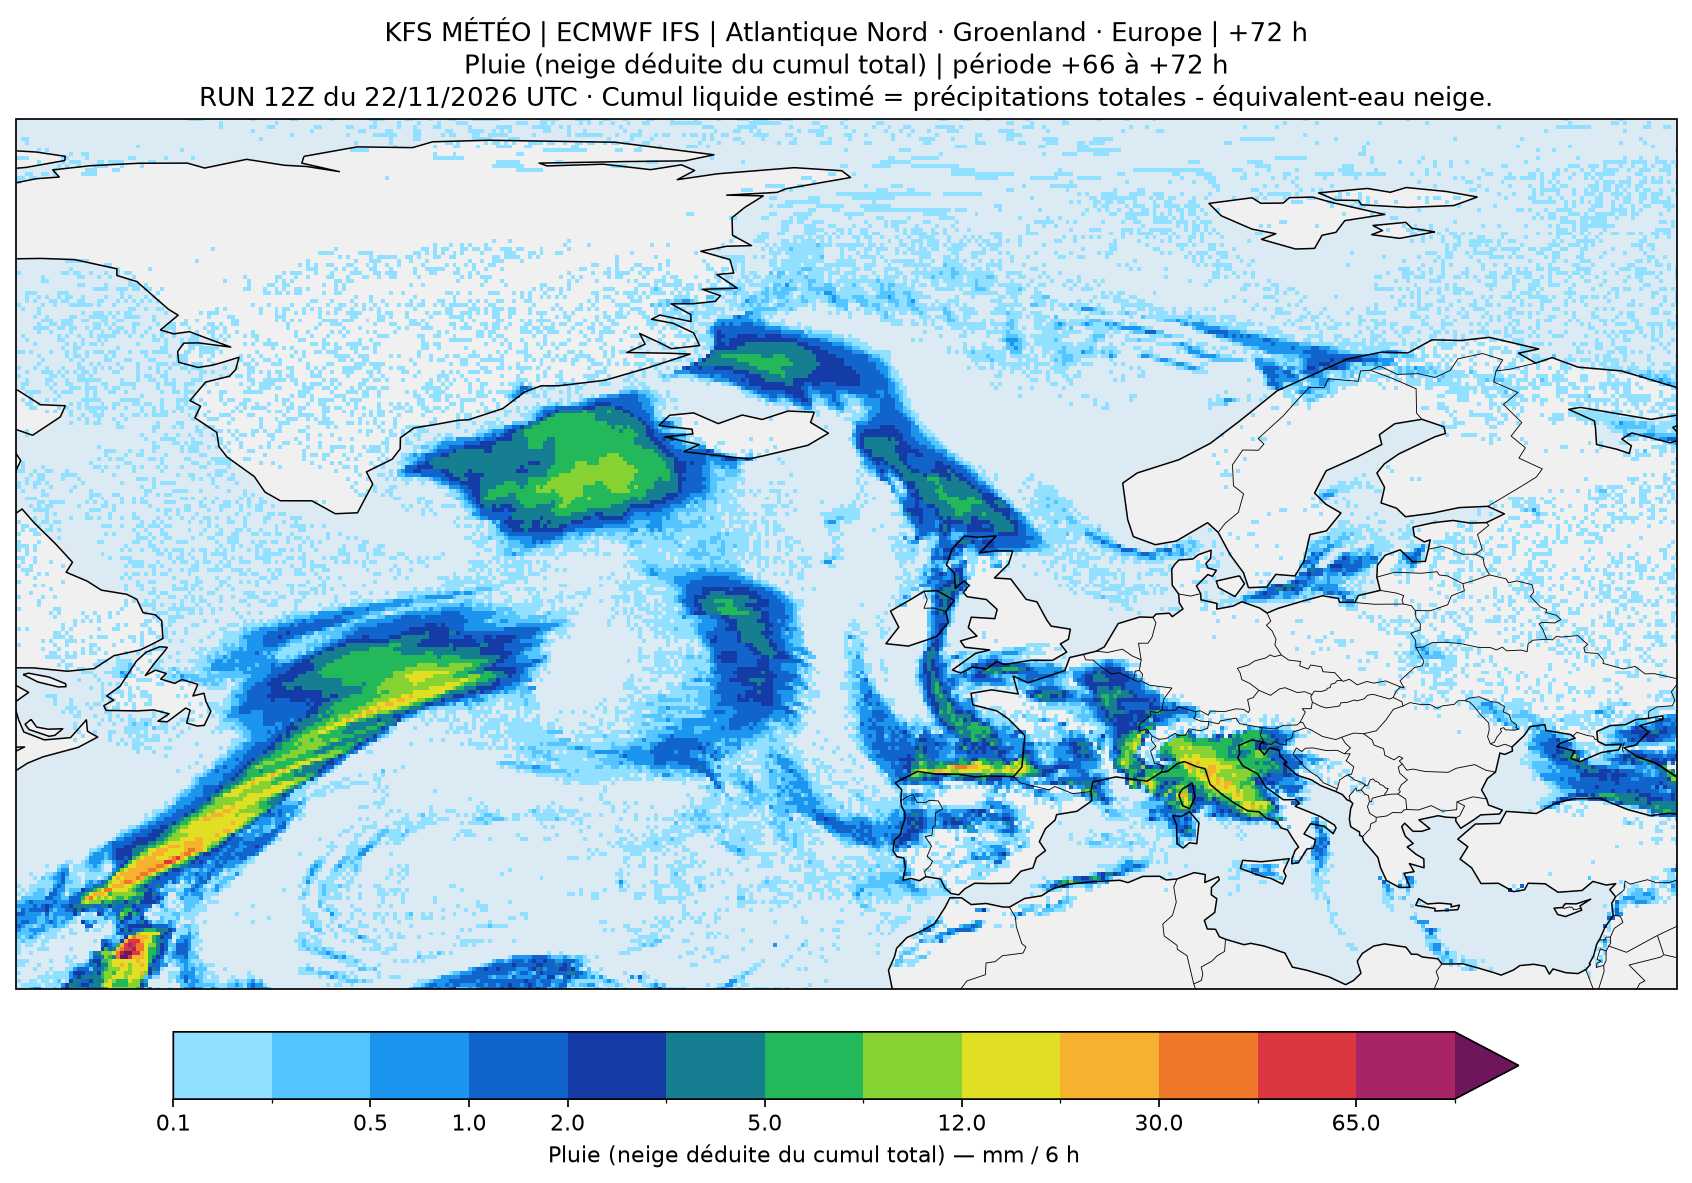 KFS MÉTÉO | ECMWF IFS | Atlantique Nord · Groenland · Europe | +72 h
Pluie (neige déduite du cumul total) | période +66 à +72 h
RUN 12Z du 22/11/2026 UTC · Cumul liquide estimé = précipitations totales - équivalent-eau neige.
0.1 0.5 1.0 2.0 5.0 12.0 30.0 65.0
Pluie (neige déduite du cumul total) — mm / 6 h